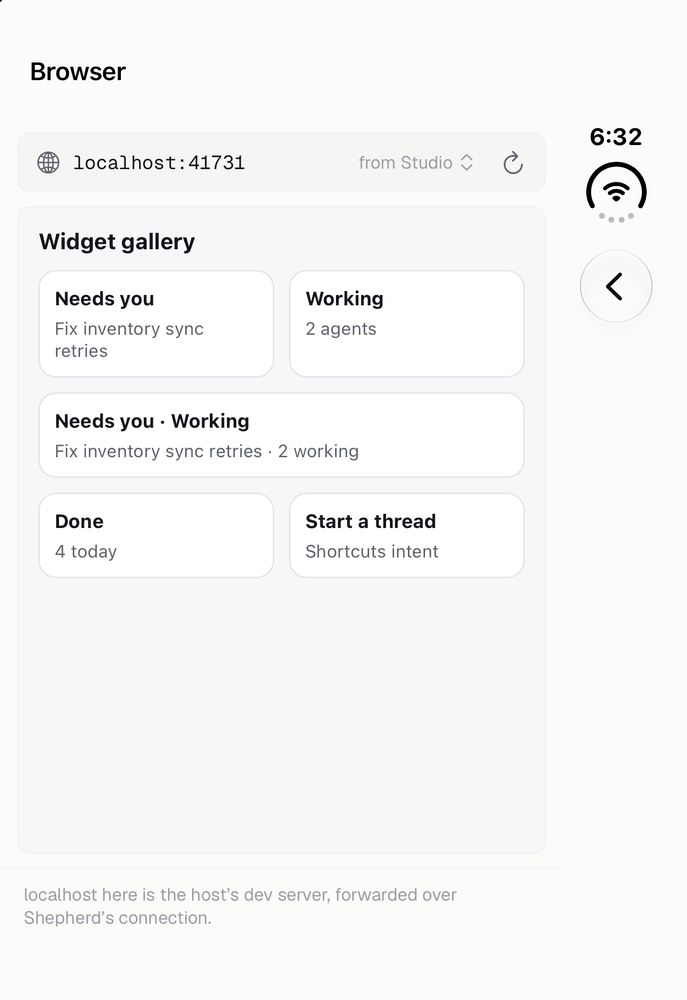 Browser
6:32
localhost:41731
from Studio
Widget gallery
Needs you
Fix inventory sync
retries
Working
2 agents
Needs you · Working
Fix inventory sync retries · 2 working
Done
4 today
Start a thread
Shortcuts intent
localhost here is the host’s dev server, forwarded over
Shepherd’s connection.